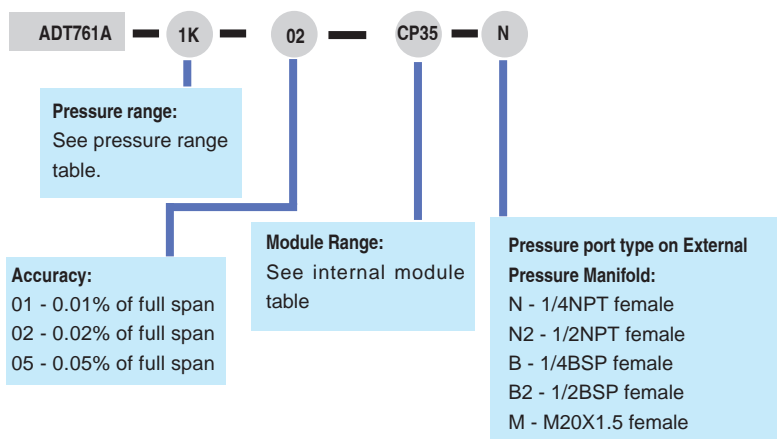 ADT761A 1K 02 CP35 N
Pressure range:
See pressure range
table.
Accuracy:
01 - 0.01% of full span
02 - 0.02% of full span
05 - 0.05% of full span
Module Range:
See internal module
table
Pressure port type on External
Pressure Manifold:
N - 1/4NPT female
N2 - 1/2NPT female
B - 1/4BSP female
B2 - 1/2BSP female
M - M20X1.5 female